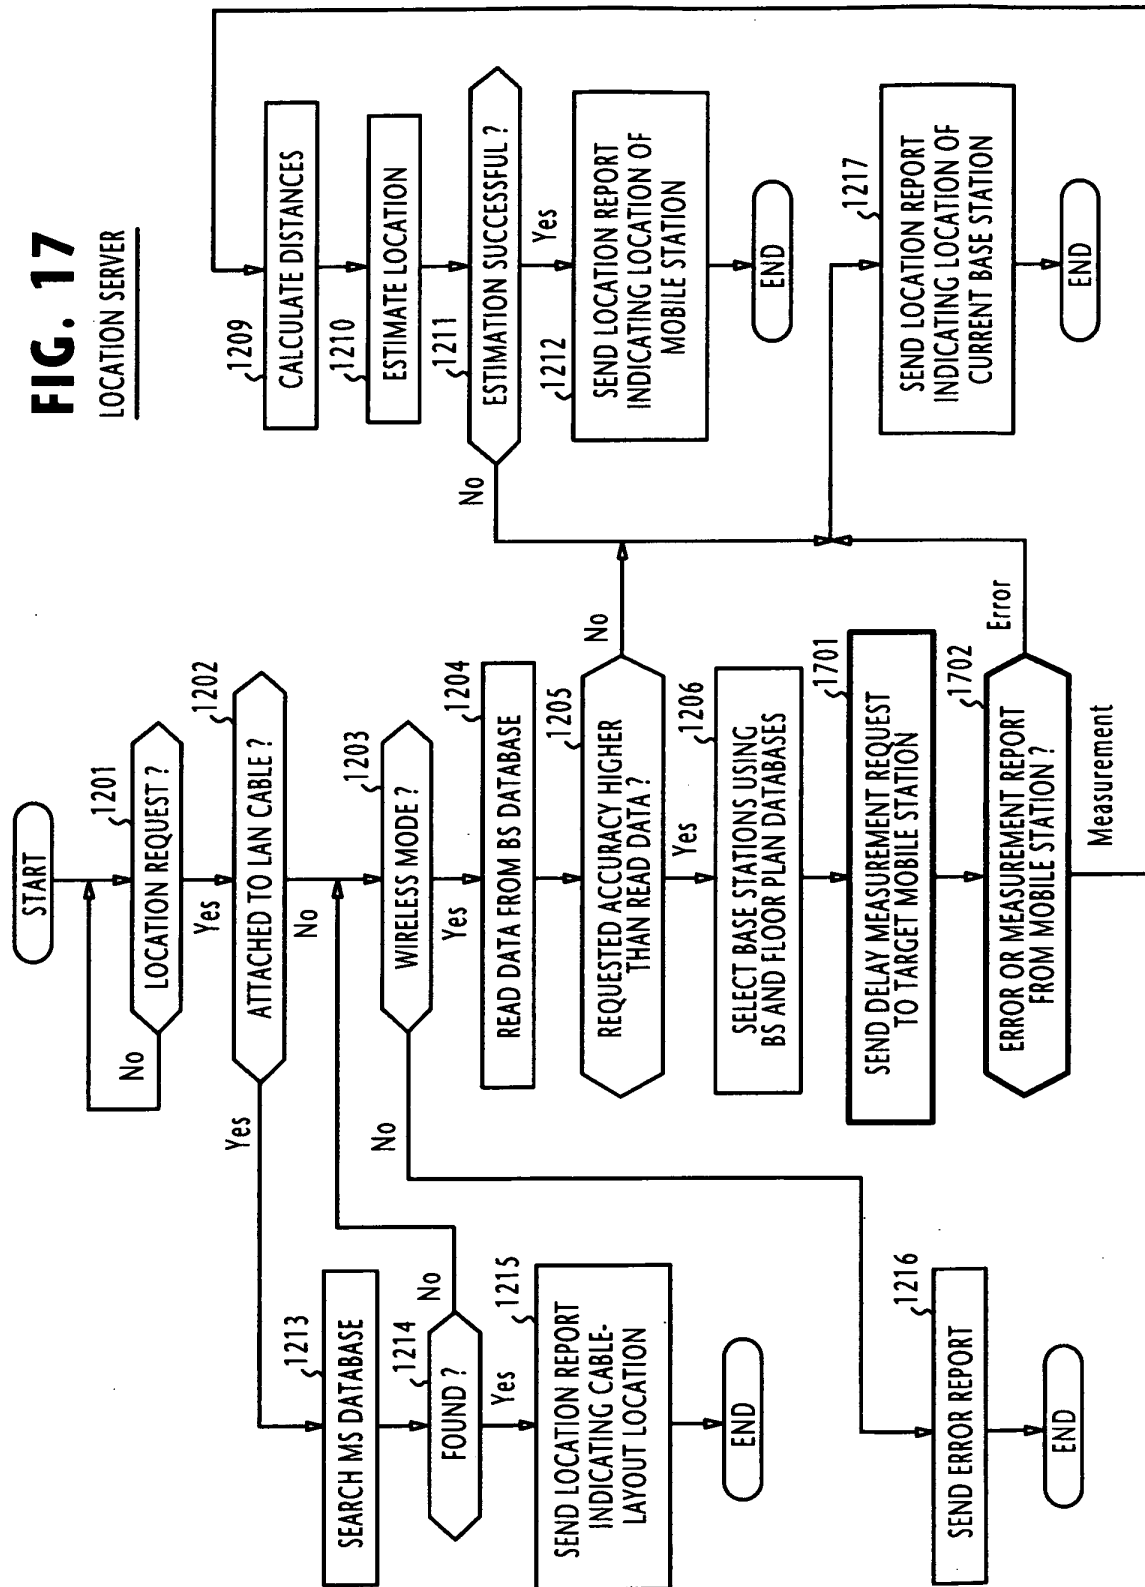 FIG. 17
LOCATION SERVER
START
1201
LOCATION REQUEST ?
No
Yes
1202
ATTACHED TO LAN CABLE ?
Yes
No
1203
WIRELESS MODE ?
No
Yes
1204
READ DATA FROM BS DATABASE
1205
REQUESTED ACCURACY HIGHER
THAN READ DATA ?
No
Yes
1206
SELECT BASE STATIONS USING
BS AND FLOOR PLAN DATABASES
1701
SEND DELAY MEASUREMENT REQUEST
TO TARGET MOBILE STATION
1702
ERROR OR MEASUREMENT REPORT
FROM MOBILE STATION ?
Error
Measurement
1213
SEARCH MS DATABASE
1214
FOUND ?
No
Yes
1215
SEND LOCATION REPORT
INDICATING CABLE-
LAYOUT LOCATION
END
1216
SEND ERROR REPORT
END
1209
CALCULATE DISTANCES
1210
ESTIMATE LOCATION
1211
ESTIMATION SUCCESSFUL ?
No
Yes
1212
SEND LOCATION REPORT
INDICATING LOCATION OF
MOBILE STATION
END
1217
SEND LOCATION REPORT
INDICATING LOCATION OF
CURRENT BASE STATION
END